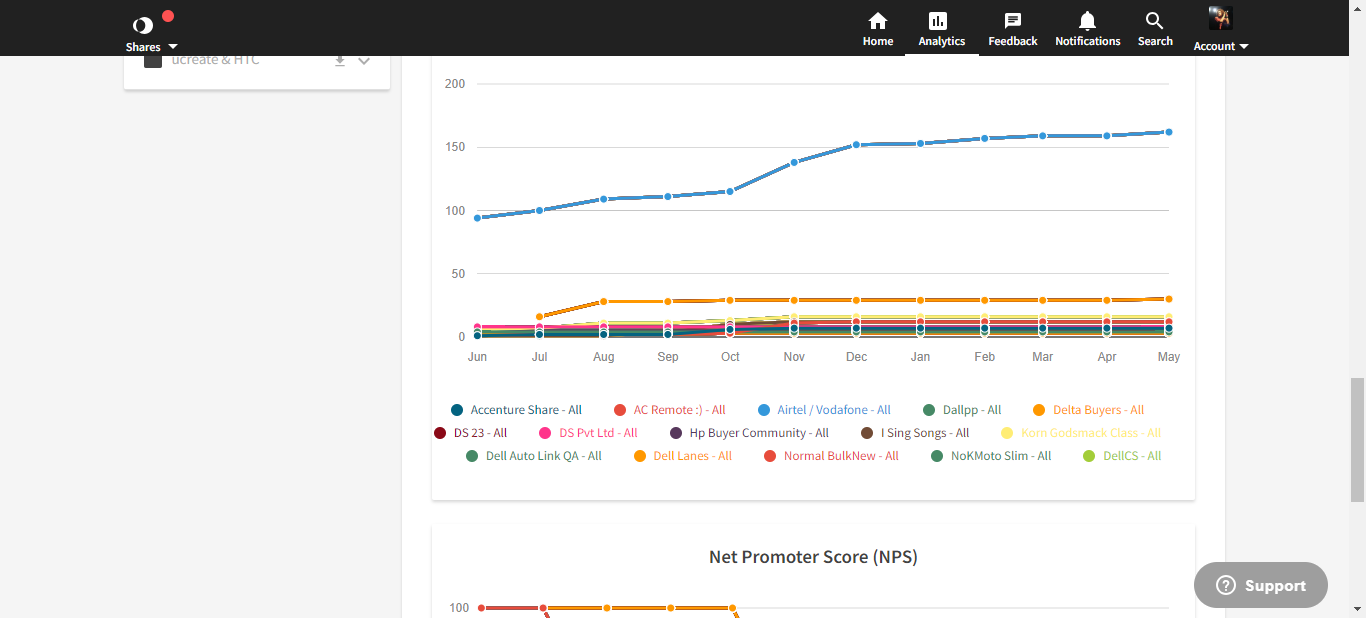 Shares
Home
Analytics
Feedback
Notifications
Search
Account
ucreate & HTC
200
150
100
50
0
Jun Jul Aug Sep Oct Nov Dec Jan Feb Mar Apr May
Accenture Share - All AC Remote :) - All Airtel / Vodafone - All Dallpp - All Delta Buyers - All
DS 23 - All DS Pvt Ltd - All Hp Buyer Community - All I Sing Songs - All Korn Godsmack Class - All
Dell Auto Link QA - All Dell Lanes - All Normal BulkNew - All NoKMoto Slim - All DellCS - All
Net Promoter Score (NPS)
100
? Support